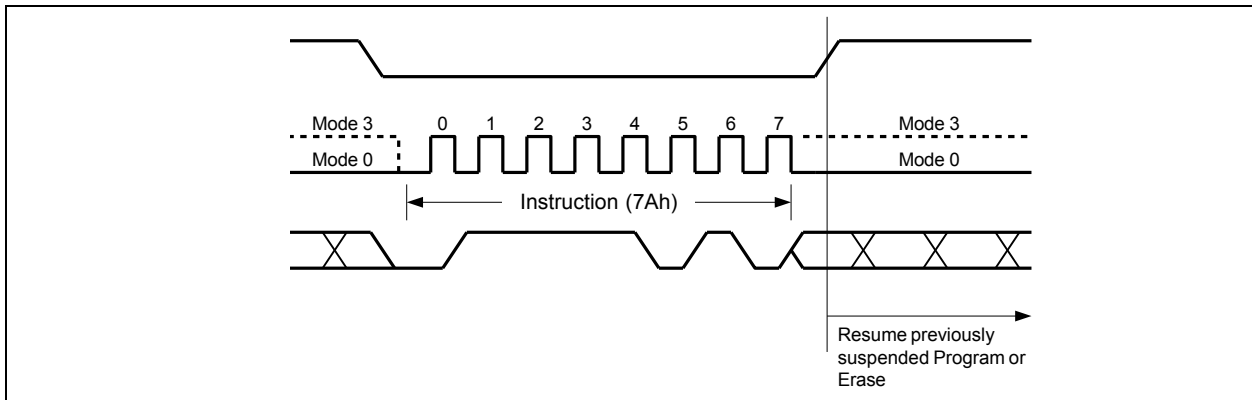 Mode 3
0 1 2 3 4 5 6 7
Mode 3
Mode 0
Mode 0
Instruction (7Ah)
Resume previously
suspended Program or
Erase